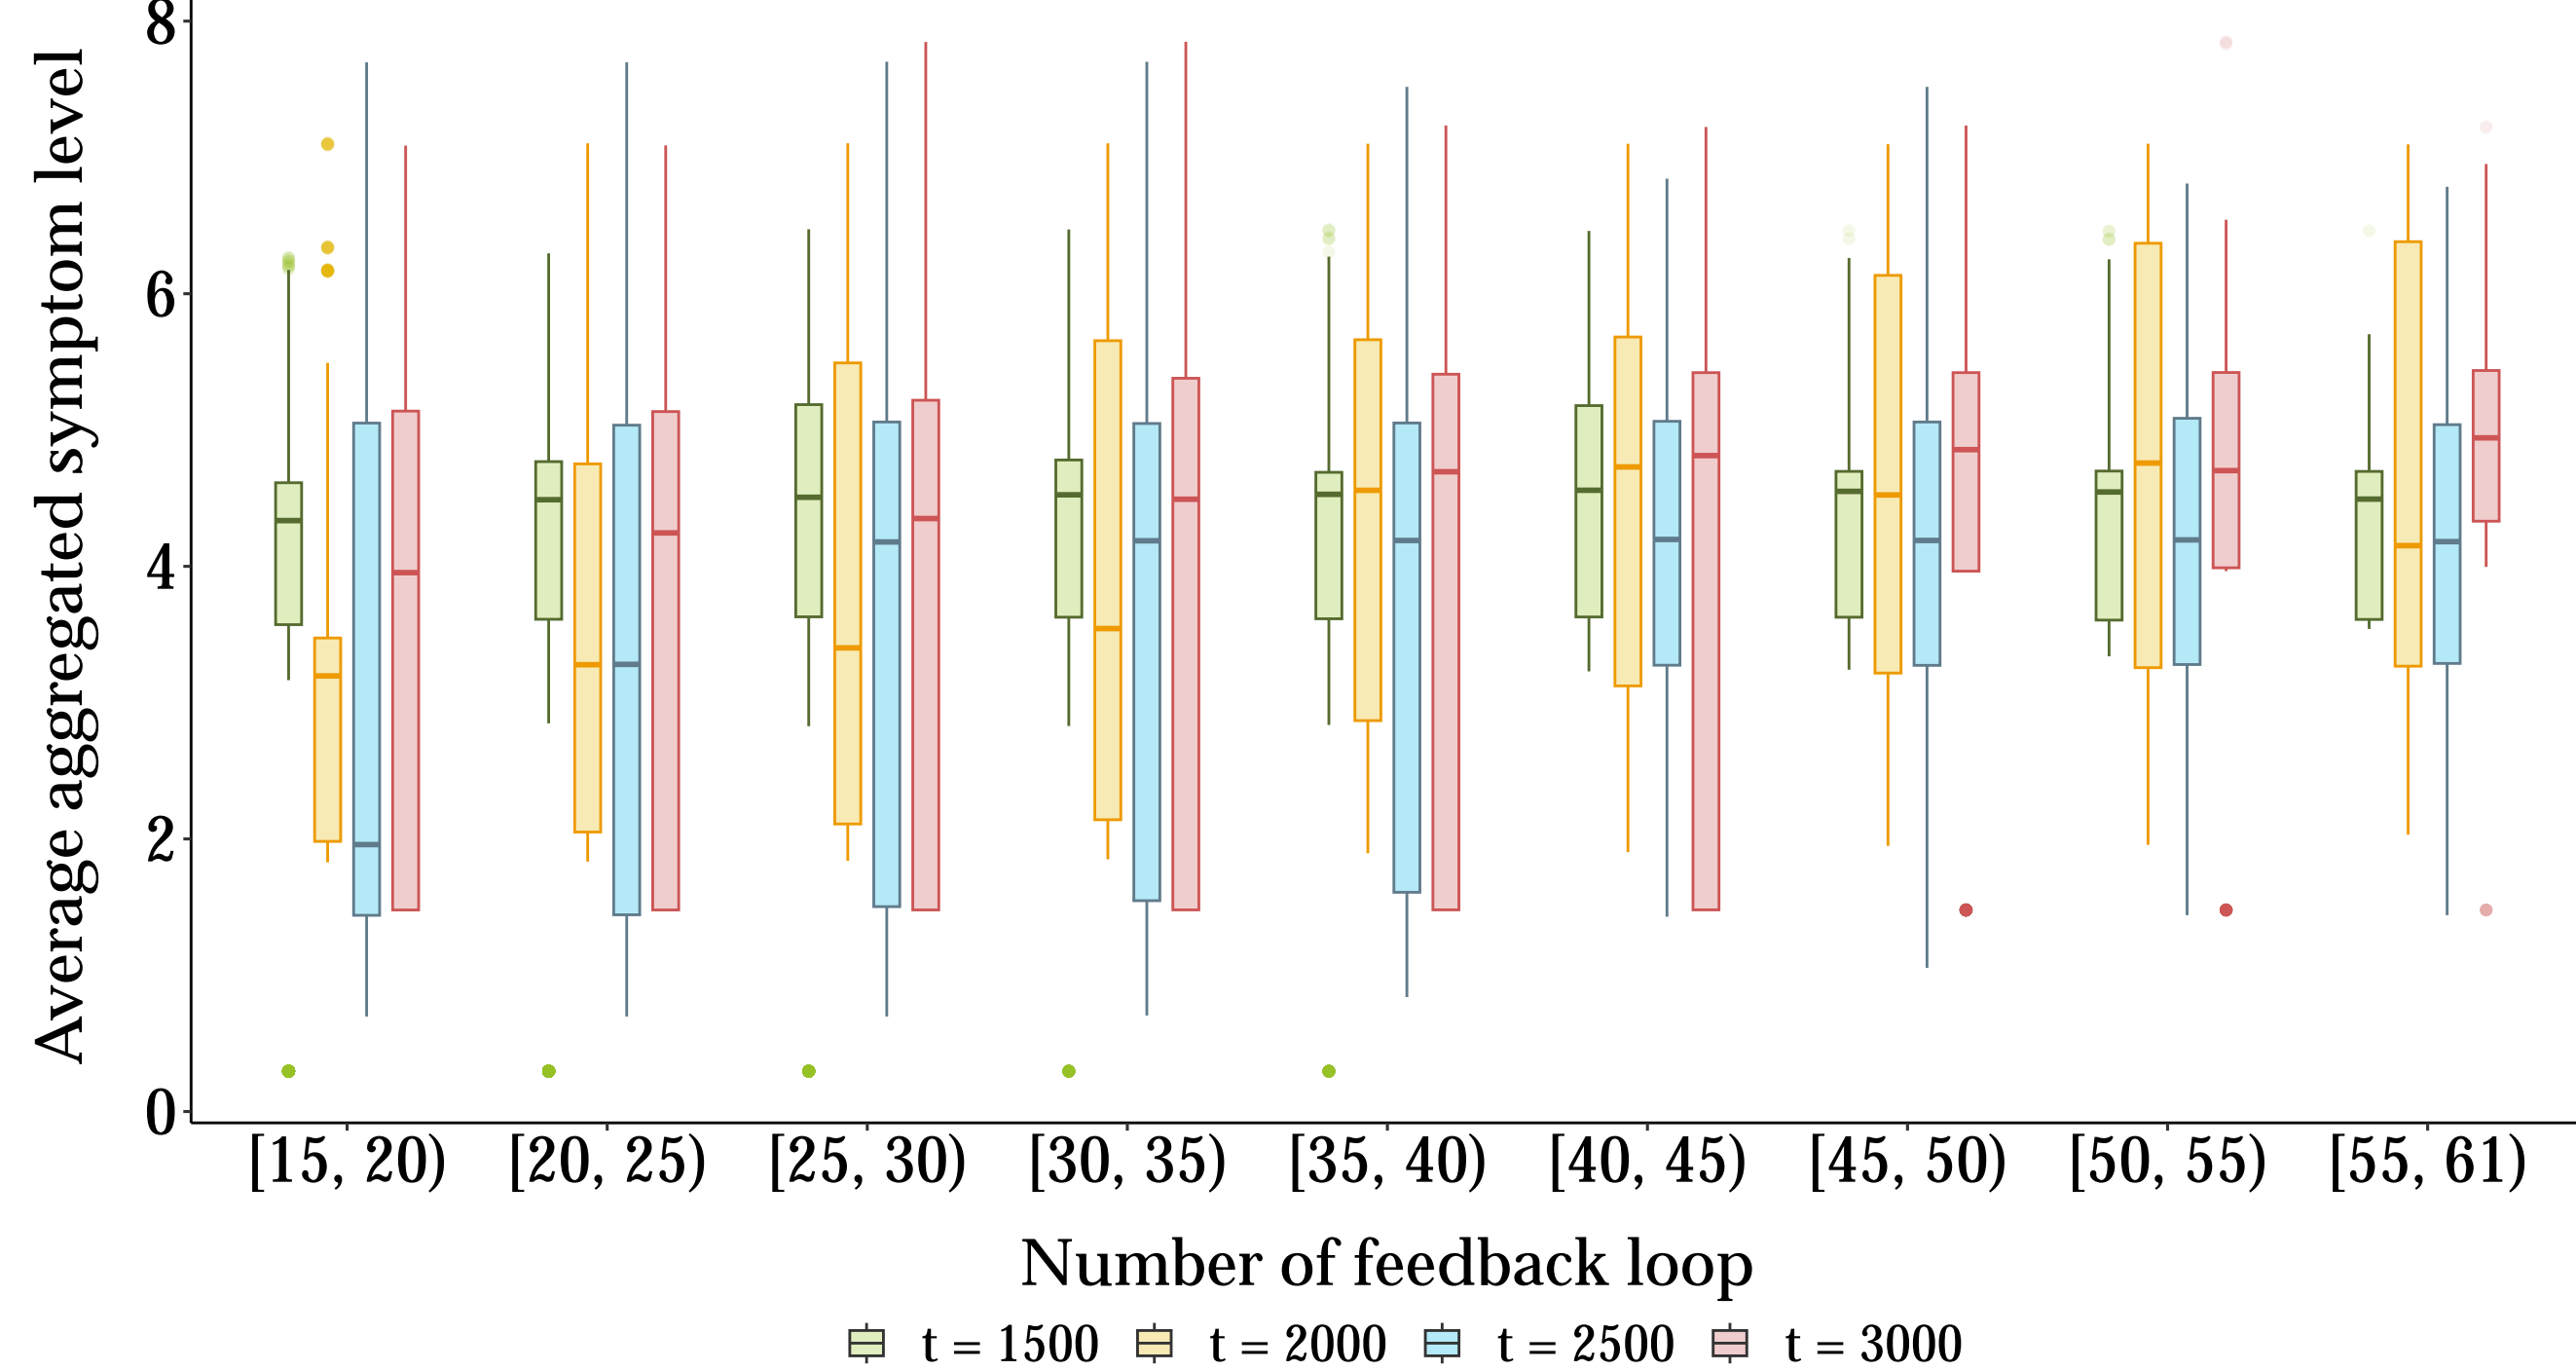 Average aggregated symptom level
8
6
4
2
0
[15, 20) [20, 25) [25, 30) [30, 35) [35, 40) [40, 45) [45, 50) [50, 55) [55, 61)
Number of feedback loop
t = 1500 t = 2000 t = 2500 t = 3000